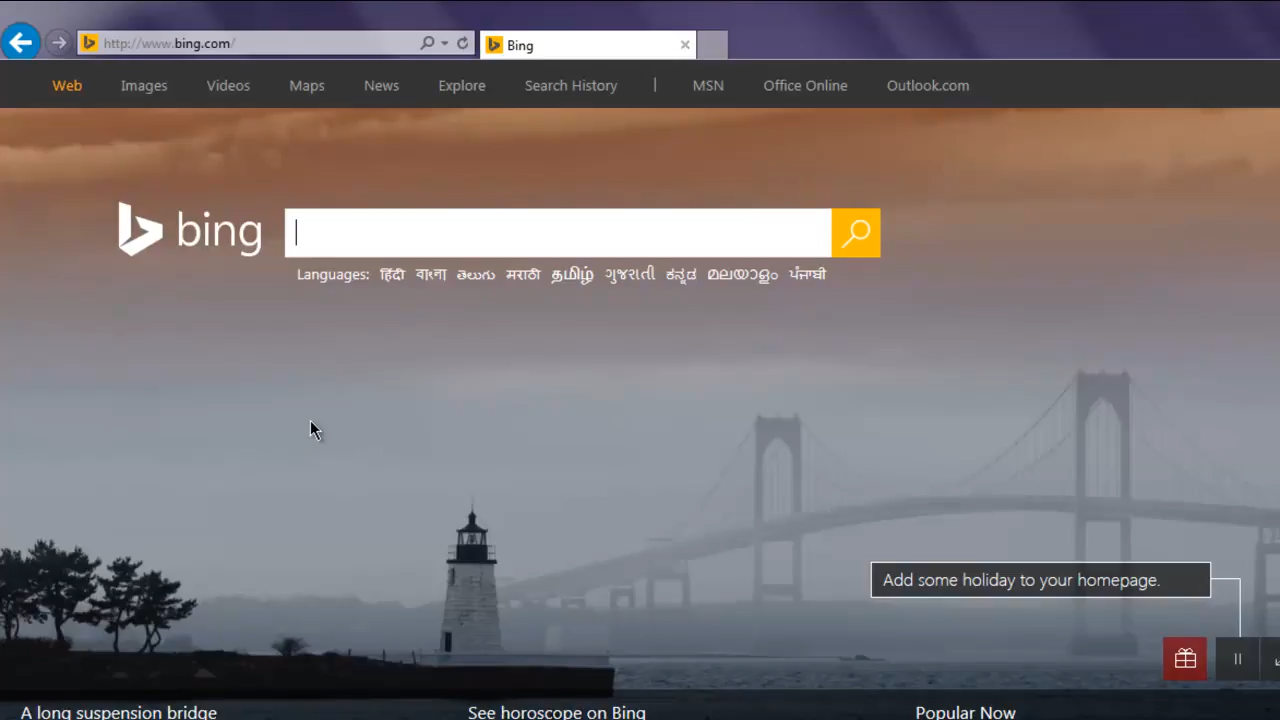 http://www.bing.com/
Bing
Web Images Videos Maps News Explore Search History | MSN Office Online Outlook.com
bing
Languages: हिंदी বাংলা తెలుగు मराठी தமிழ் ગુજરાતી ಕನ್ನಡ മലയാളം ਪੰਜਾਬੀ
Add some holiday to your homepage.
A long suspension bridge See horoscope on Bing Popular Now